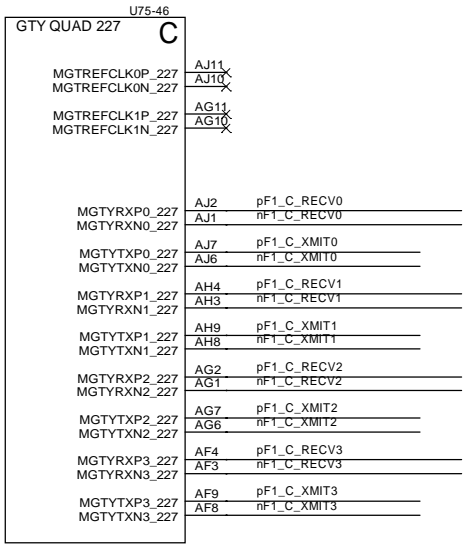 U75-46
GTY QUAD 227 C
MGTREFCLK0P_227 AJ11
MGTREFCLK0N_227 AJ10
MGTREFCLK1P_227 AG11
MGTREFCLK1N_227 AG10
MGTYRXP0_227 AJ2 pF1_C_RECV0
MGTYRXN0_227 AJ1 nF1_C_RECV0
MGTYTXP0_227 AJ7 pF1_C_XMIT0
MGTYTXN0_227 AJ6 nF1_C_XMIT0
MGTYRXP1_227 AH4 pF1_C_RECV1
MGTYRXN1_227 AH3 nF1_C_RECV1
MGTYTXP1_227 AH9 pF1_C_XMIT1
MGTYTXN1_227 AH8 nF1_C_XMIT1
MGTYRXP2_227 AG2 pF1_C_RECV2
MGTYRXN2_227 AG1 nF1_C_RECV2
MGTYTXP2_227 AG7 pF1_C_XMIT2
MGTYTXN2_227 AG6 nF1_C_XMIT2
MGTYRXP3_227 AF4 pF1_C_RECV3
MGTYRXN3_227 AF3 nF1_C_RECV3
MGTYTXP3_227 AF9 pF1_C_XMIT3
MGTYTXN3_227 AF8 nF1_C_XMIT3